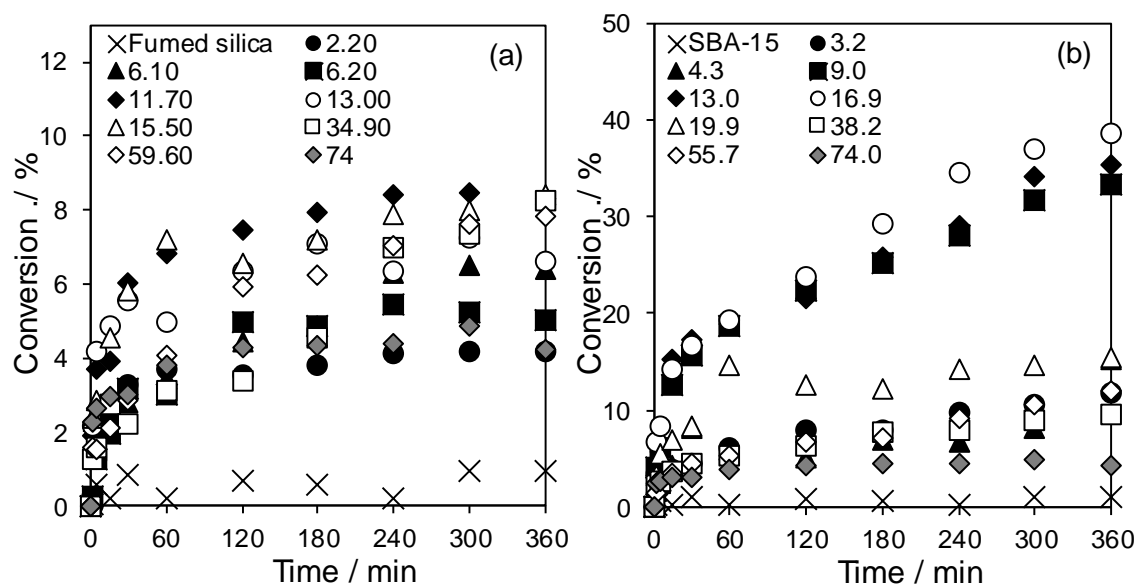 (a)
Fumed silica 2.20
6.10 6.20
11.70 13.00
15.50 34.90
59.60 74
Conversion ./ %
12
10
8
6
4
2
0
0 60 120 180 240 300 360
Time / min
(b)
SBA-15 3.2
4.3 9.0
13.0 16.9
19.9 38.2
55.7 74.0
Conversion ./ %
50
40
30
20
10
0
0 60 120 180 240 300 360
Time / min